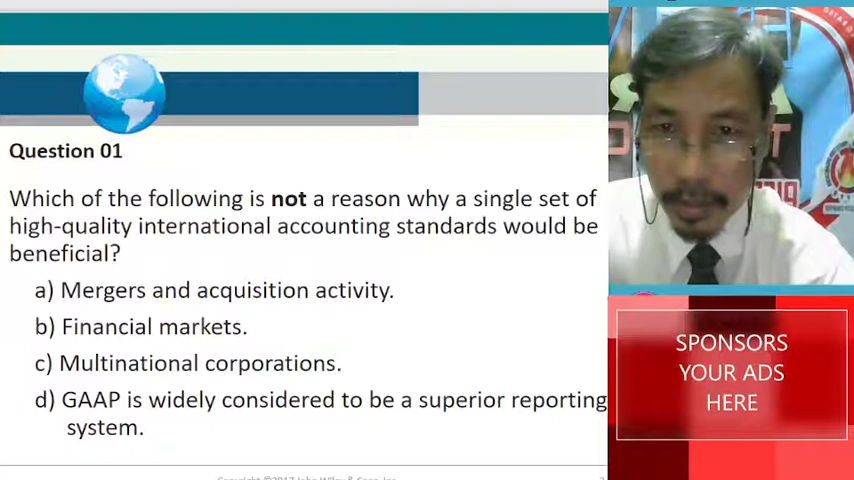 Question 01
Which of the following is not a reason why a single set of
high-quality international accounting standards would be
beneficial?
a) Mergers and acquisition activity.
b) Financial markets.
c) Multinational corporations.
d) GAAP is widely considered to be a superior reporting
system.
SPONSORS
YOUR ADS
HERE